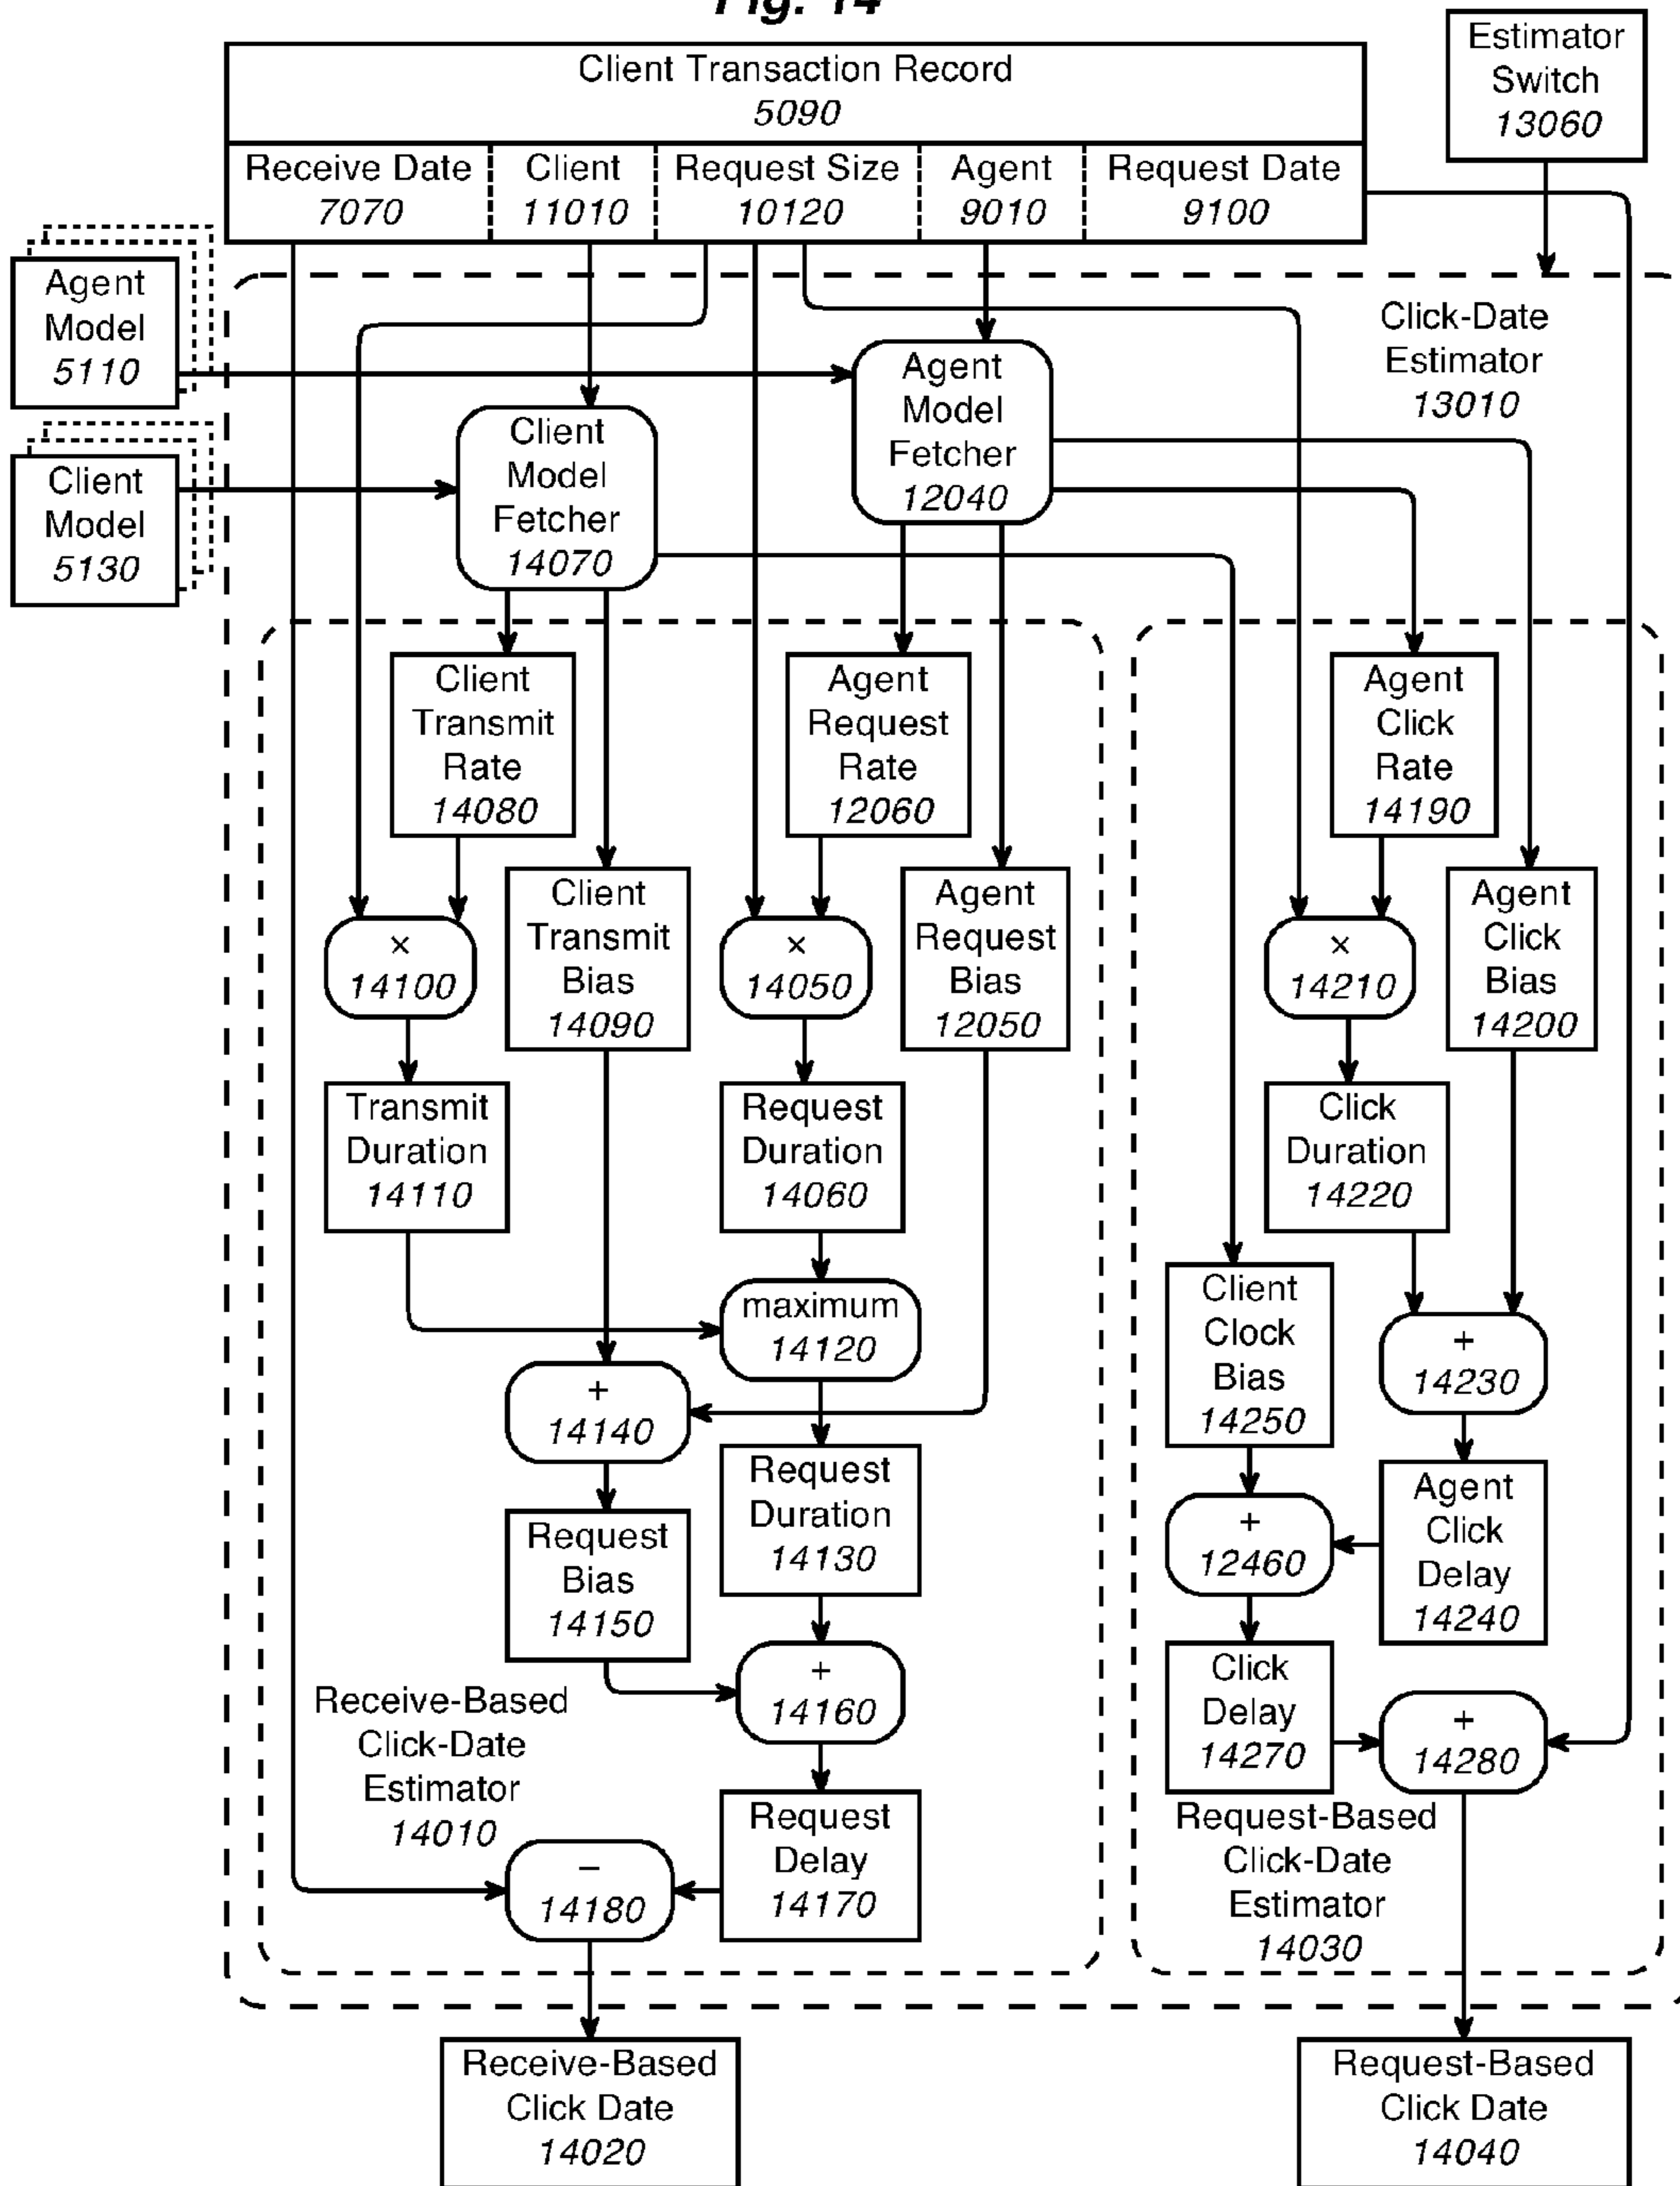 Fig. 14
Client Transaction Record
5090
Receive Date
7070
Client
11010
Request Size
10120
Agent
9010
Request Date
9100
Estimator
Switch
13060
Agent
Model
5110
Client
Model
5130
Click-Date
Estimator
13010
Client
Model
Fetcher
14070
Agent
Model
Fetcher
12040
Client
Transmit
Rate
14080
Agent
Request
Rate
12060
Agent
Click
Rate
14190
×
14100
Client
Transmit
Bias
14090
×
14050
Agent
Request
Bias
12050
×
14210
Agent
Click
Bias
14200
Transmit
Duration
14110
Request
Duration
14060
Click
Duration
14220
maximum
14120
+
14140
Client
Clock
Bias
14250
+
14230
Request
Duration
14130
Request
Bias
14150
+
12460
Agent
Click
Delay
14240
+
14160
Click
Delay
14270
+
14280
Receive-Based
Click-Date
Estimator
14010
Request
Delay
14170
−
14180
Request-Based
Click-Date
Estimator
14030
Receive-Based
Click Date
14020
Request-Based
Click Date
14040